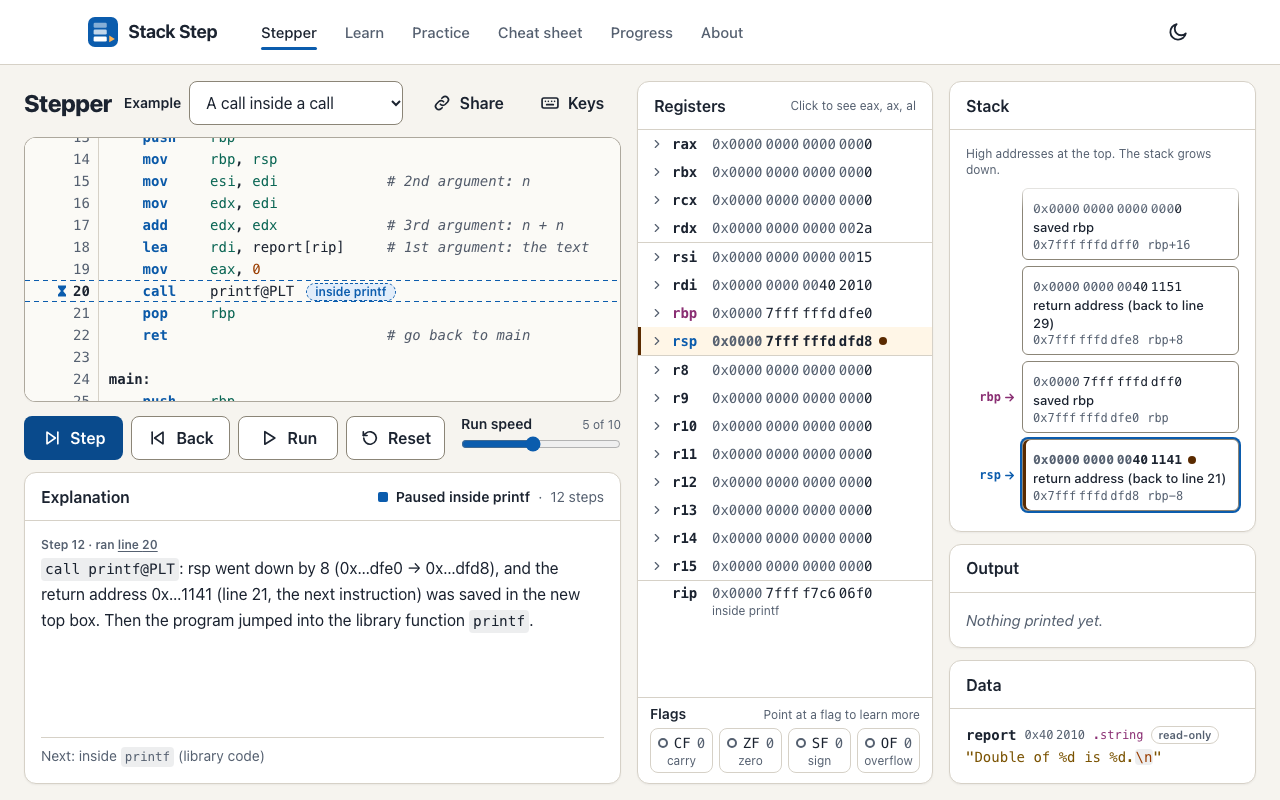 Stack Step
Stepper
Learn
Practice
Cheat sheet
Progress
About
Stepper
Example
A call inside a call
Share
Keys
13 push rbp
14 mov rbp, rsp
15 mov esi, edi # 2nd argument: n
16 mov edx, edi
17 add edx, edx # 3rd argument: n + n
18 lea rdi, report[rip] # 1st argument: the text
19 mov eax, 0
20 call printf@PLT inside printf
21 pop rbp
22 ret # go back to main
23
24 main:
25 push rbp
Step
Back
Run
Reset
Run speed
5 of 10
Explanation
Paused inside printf · 12 steps
Step 12 · ran line 20
call printf@PLT: rsp went down by 8 (0x…dfe0 → 0x…dfd8), and the
return address 0x…1141 (line 21, the next instruction) was saved in the new
top box. Then the program jumped into the library function printf.
Next: inside printf (library code)
Registers
Click to see eax, ax, al
rax 0x0000 0000 0000 0000
rbx 0x0000 0000 0000 0000
rcx 0x0000 0000 0000 0000
rdx 0x0000 0000 0000 002a
rsi 0x0000 0000 0000 0015
rdi 0x0000 0000 0040 2010
rbp 0x0000 7fff fffd dfe0
rsp 0x0000 7fff fffd dfd8
r8 0x0000 0000 0000 0000
r9 0x0000 0000 0000 0000
r10 0x0000 0000 0000 0000
r11 0x0000 0000 0000 0000
r12 0x0000 0000 0000 0000
r13 0x0000 0000 0000 0000
r14 0x0000 0000 0000 0000
r15 0x0000 0000 0000 0000
rip 0x0000 7fff f7c6 06f0
inside printf
Flags
Point at a flag to learn more
CF 0
carry
ZF 0
zero
SF 0
sign
OF 0
overflow
Stack
High addresses at the top. The stack grows
down.
0x0000 0000 0000 0000
saved rbp
0x7fff fffd dff0 rbp+16
0x0000 0000 0040 1151
return address (back to line
29)
0x7fff fffd dfe8 rbp+8
rbp →
0x0000 7fff fffd dff0
saved rbp
0x7fff fffd dfe0 rbp
rsp →
0x0000 0000 0040 1141
return address (back to line 21)
0x7fff fffd dfd8 rbp−8
Output
Nothing printed yet.
Data
report 0x40 2010 .string read-only
"Double of %d is %d.\n"